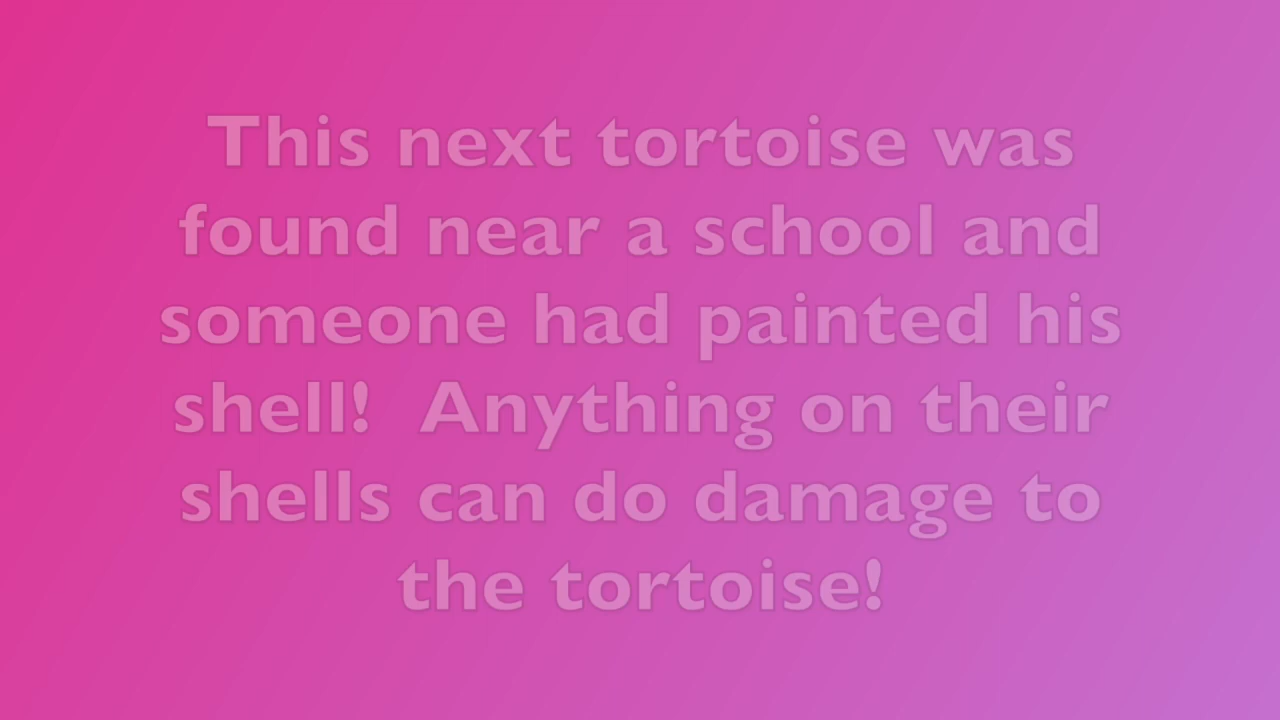 This next tortoise was
found near a school and
someone had painted his
shell!  Anything on their
shells can do damage to
the tortoise!